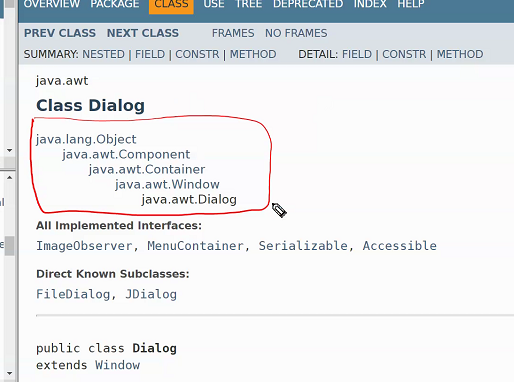 OVERVIEW PACKAGE CLASS USE TREE DEPRECATED INDEX HELP
PREV CLASS NEXT CLASS FRAMES NO FRAMES
SUMMARY: NESTED | FIELD | CONSTR | METHOD DETAIL: FIELD | CONSTR | METHOD
java.awt
Class Dialog
java.lang.Object
java.awt.Component
java.awt.Container
java.awt.Window
java.awt.Dialog
All Implemented Interfaces:
ImageObserver, MenuContainer, Serializable, Accessible
Direct Known Subclasses:
FileDialog, JDialog
public class Dialog
extends Window